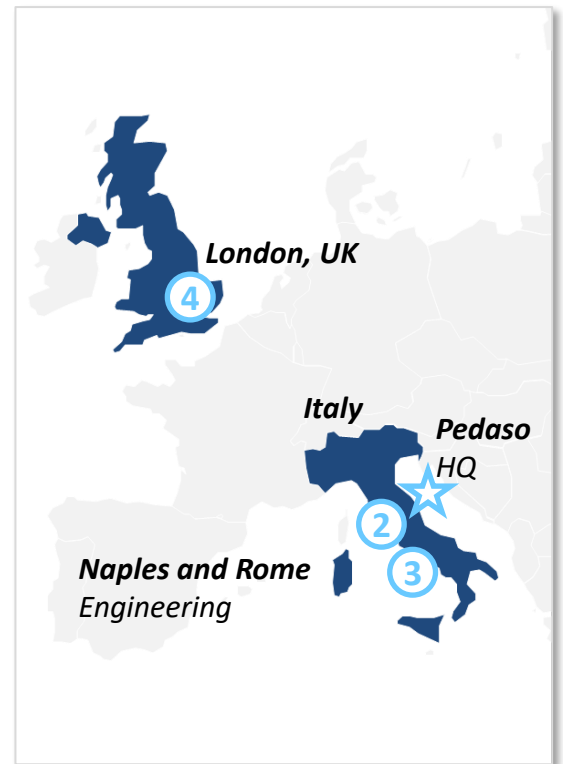 London, UK
4
Italy
Pedaso
HQ
2
3
Naples and Rome
Engineering